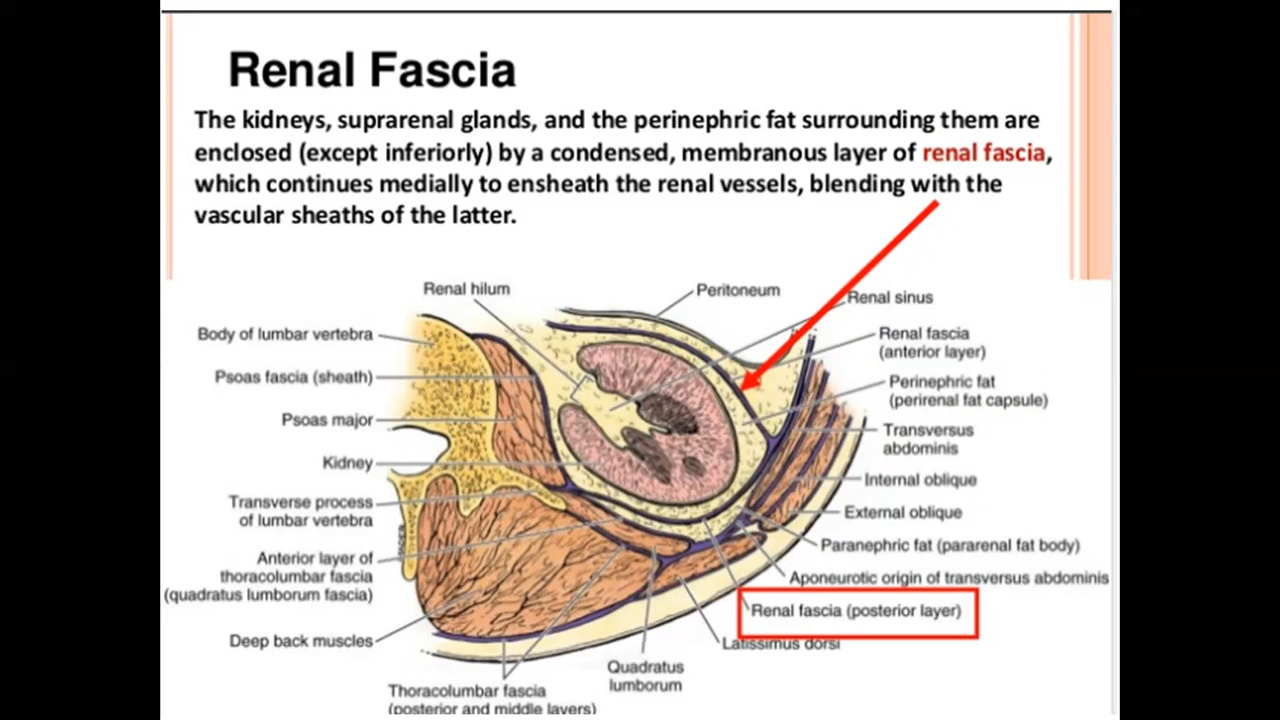 Renal Fascia
The kidneys, suprarenal glands, and the perinephric fat surrounding them are
enclosed (except inferiorly) by a condensed, membranous layer of renal fascia,
which continues medially to ensheath the renal vessels, blending with the
vascular sheaths of the latter.
Renal hilum
Peritoneum
Renal sinus
Body of lumbar vertebra
Renal fascia
(anterior layer)
Psoas fascia (sheath)
Perinephric fat
(perirenal fat capsule)
Psoas major
Transversus
abdominis
Kidney
Internal oblique
Transverse process
of lumbar vertebra
External oblique
Paranephric fat (pararenal fat body)
Anterior layer of
thoracolumbar fascia
(quadratus lumborum fascia)
Aponeurotic origin of transversus abdominis
Renal fascia (posterior layer)
Deep back muscles
Latissimus dorsi
Quadratus
lumborum
Thoracolumbar fascia
(posterior and middle layers)